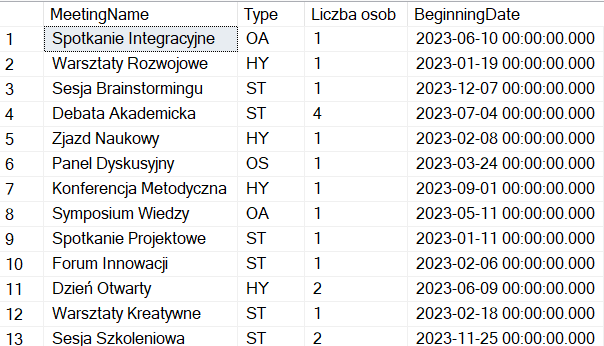 MeetingName Type Liczba osob BeginningDate
1 Spotkanie Integracyjne OA 1 2023-06-10 00:00:00.000
2 Warsztaty Rozwojowe HY 1 2023-01-19 00:00:00.000
3 Sesja Brainstormingu ST 1 2023-12-07 00:00:00.000
4 Debata Akademicka ST 4 2023-07-04 00:00:00.000
5 Zjazd Naukowy HY 1 2023-02-08 00:00:00.000
6 Panel Dyskusyjny OS 1 2023-03-24 00:00:00.000
7 Konferencja Metodyczna HY 1 2023-09-01 00:00:00.000
8 Symposium Wiedzy OA 1 2023-05-11 00:00:00.000
9 Spotkanie Projektowe ST 1 2023-01-11 00:00:00.000
10 Forum Innowacji ST 1 2023-02-06 00:00:00.000
11 Dzień Otwarty HY 2 2023-06-09 00:00:00.000
12 Warsztaty Kreatywne ST 1 2023-02-18 00:00:00.000
13 Sesja Szkoleniowa ST 2 2023-11-25 00:00:00.000